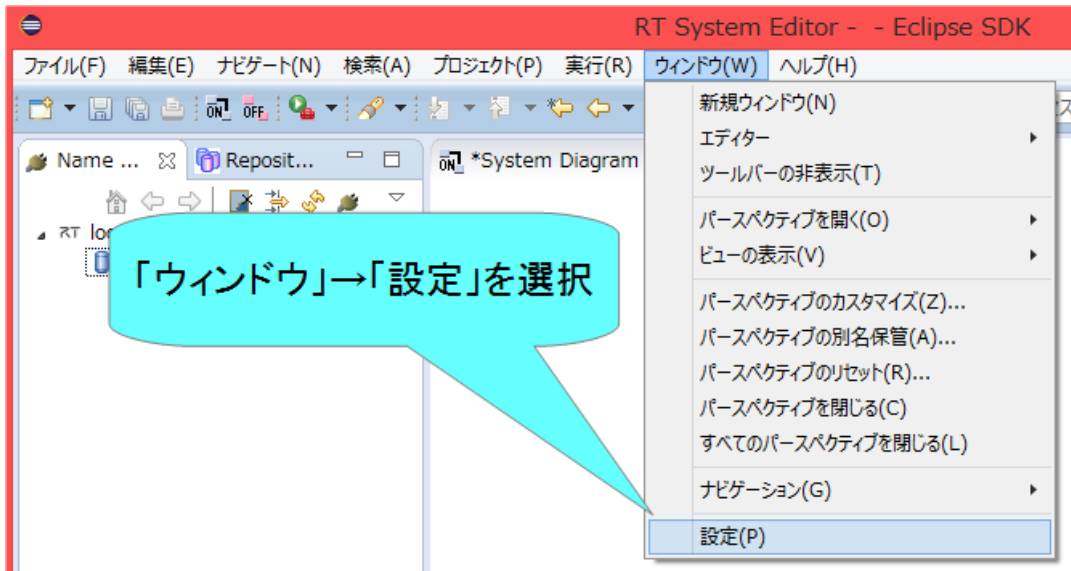 RT System Editor - - Eclipse SDK
ファイル(F) 編集(E) ナビゲート(N) 検索(A) プロジェクト(P) 実行(R) ウィンドウ(W) ヘルプ(H)
ON OFF
Name ... Reposit... ON *System Diagram
RT loc
「ウィンドウ」→「設定」を選択
新規ウィンドウ(N)
エディター
ツールバーの非表示(T)
パースペクティブを開く(O)
ビューの表示(V)
パースペクティブのカスタマイズ(Z)...
パースペクティブの別名保管(A)...
パースペクティブのリセット(R)...
パースペクティブを閉じる(C)
すべてのパースペクティブを閉じる(L)
ナビゲーション(G)
設定(P)